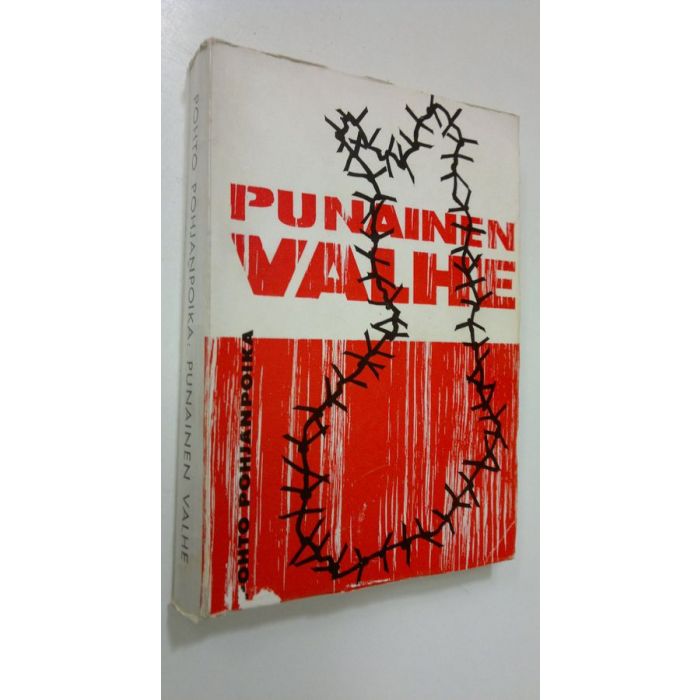 POHTO POHJANPOIKA: PUNAINEN VALHE
PUNAINEN
VALHE
POHTO POHJANPOIKA